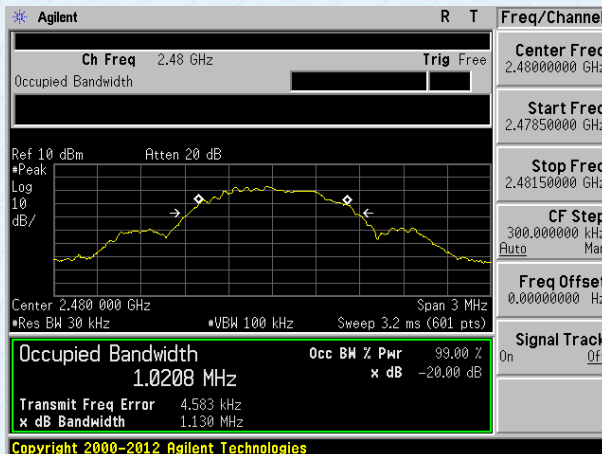 Agilent R T
Ch Freq 2.48 GHz Trig Free
Occupied Bandwidth
Ref 10 dBm Atten 20 dB
#Peak
Log
10
dB/
Center 2.480 000 GHz Span 3 MHz
#Res BW 30 kHz #VBW 100 kHz Sweep 3.2 ms (601 pts)
Occupied Bandwidth Occ BW % Pwr 99.00 %
1.0208 MHz x dB -20.00 dB
Transmit Freq Error 4.583 kHz
x dB Bandwidth 1.130 MHz
Copyright 2000-2012 Agilent Technologies
Freq/Channel
Center Freq
2.48000000 GHz
Start Freq
2.47850000 GHz
Stop Freq
2.48150000 GHz
CF Step
300.000000 kHz
Auto Man
Freq Offset
0.00000000 Hz
Signal Track
On Off